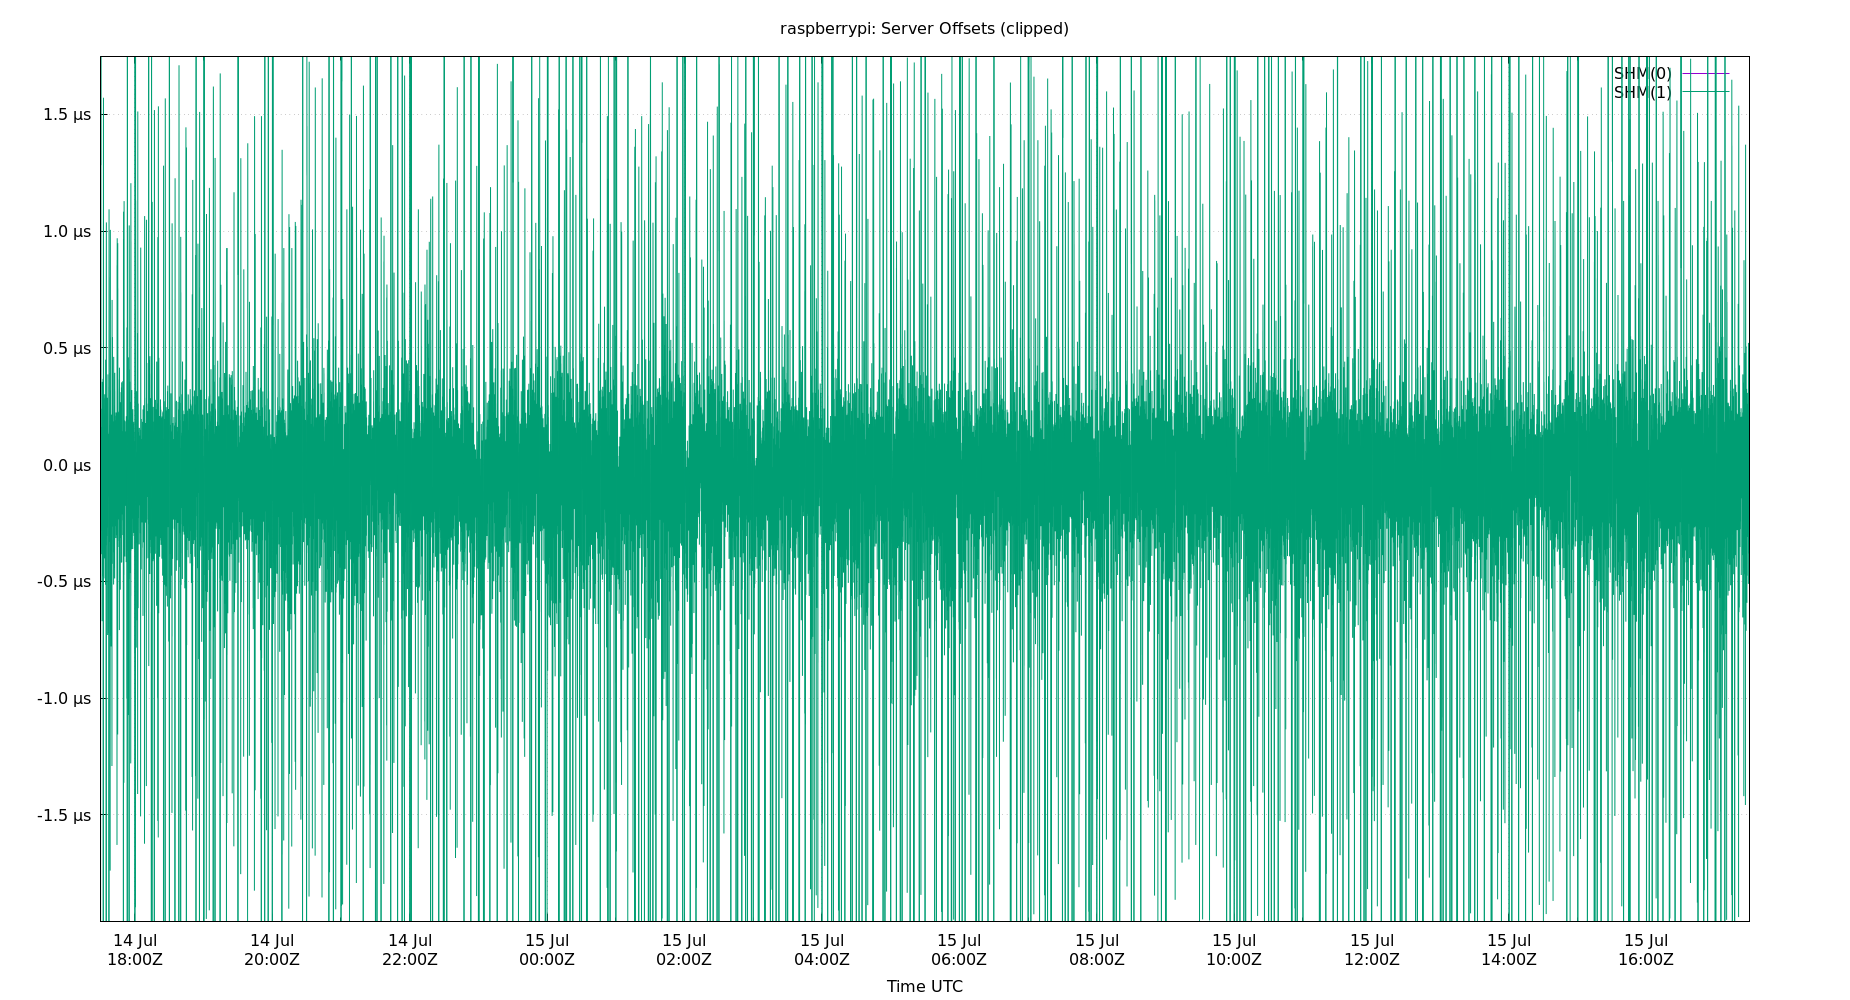 raspberrypi: Server Offsets (clipped)
SHM(0)
SHM(1)
1.5 µs
1.0 µs
0.5 µs
0.0 µs
-0.5 µs
-1.0 µs
-1.5 µs
14 Jul 14 Jul 14 Jul 15 Jul 15 Jul 15 Jul 15 Jul 15 Jul 15 Jul 15 Jul 15 Jul 15 Jul
18:00Z 20:00Z 22:00Z 00:00Z 02:00Z 04:00Z 06:00Z 08:00Z 10:00Z 12:00Z 14:00Z 16:00Z
Time UTC